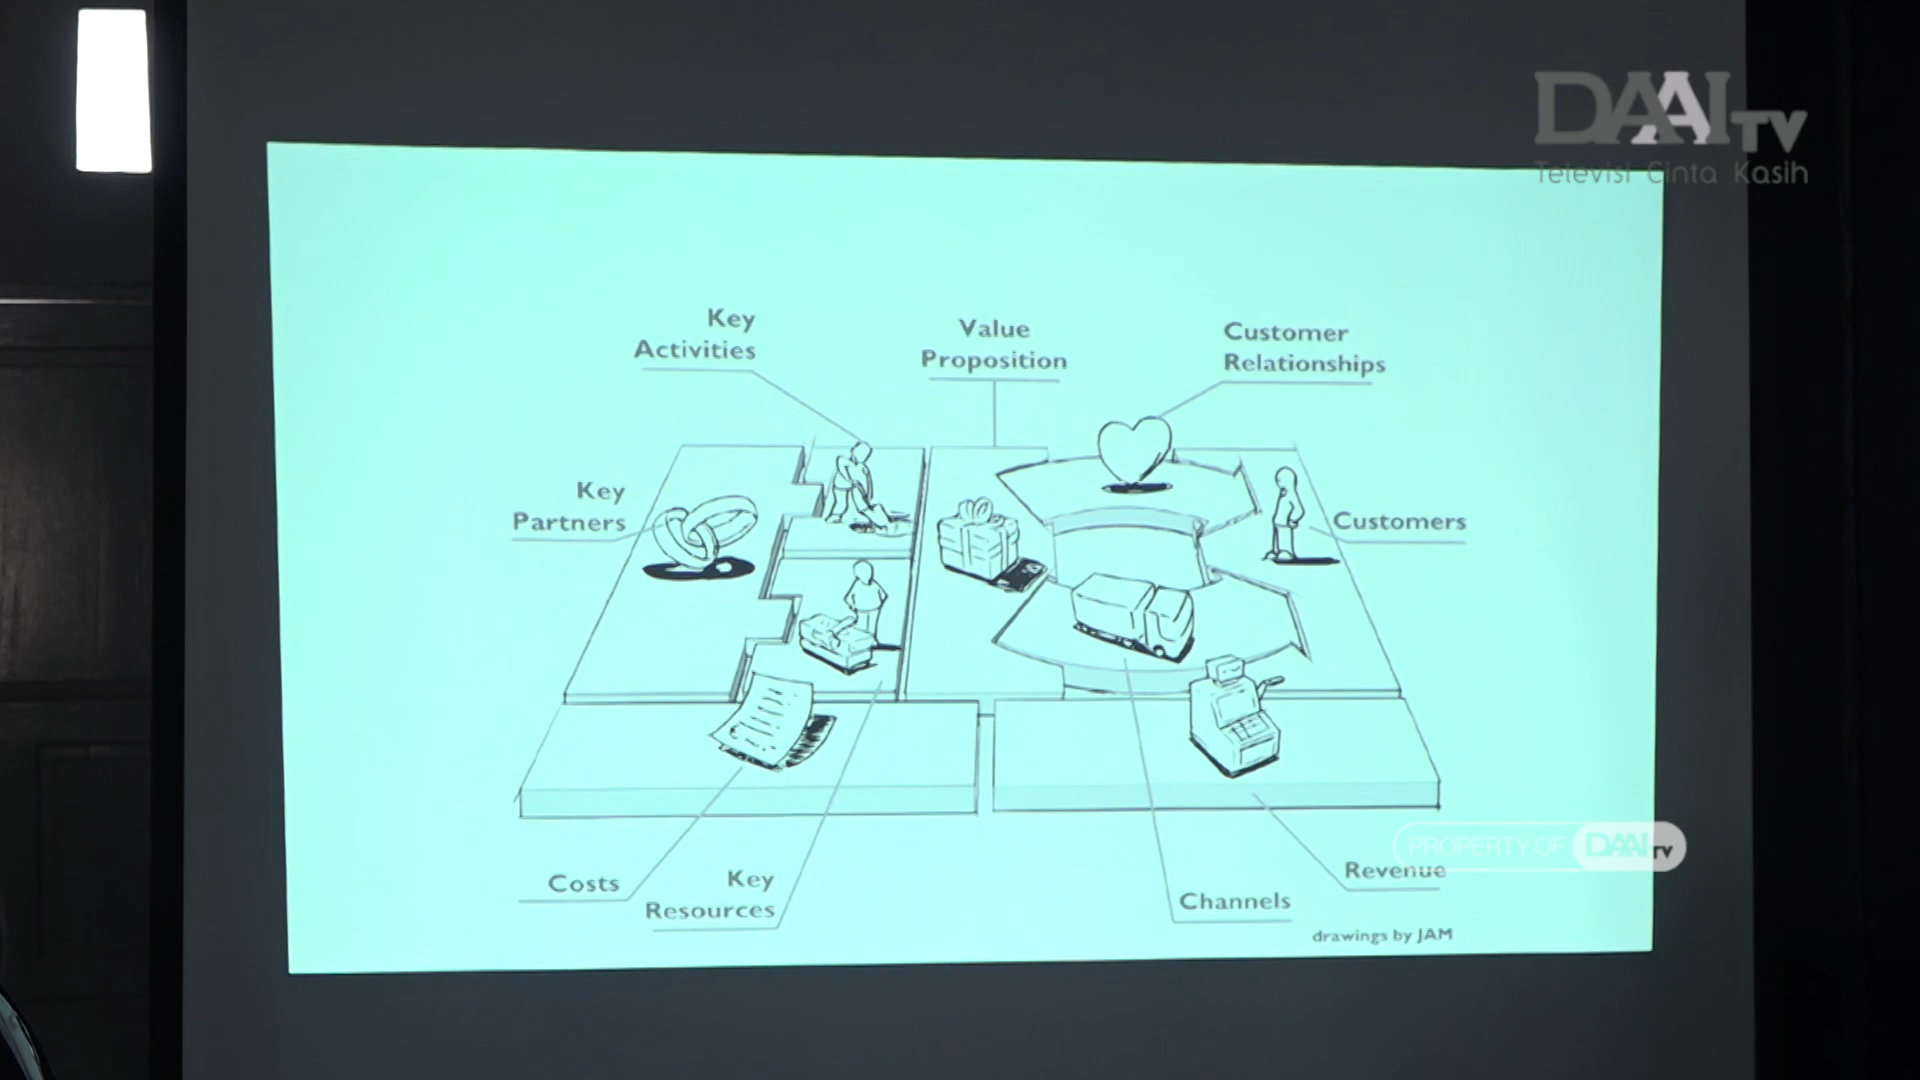 DAAI TV
Televisi Cinta Kasih
Key
Activities
Value
Proposition
Customer
Relationships
Key
Partners
Customers
Costs
Key
Resources
Channels
Revenue
PROPERTY OF DAAI TV
drawings by JAM